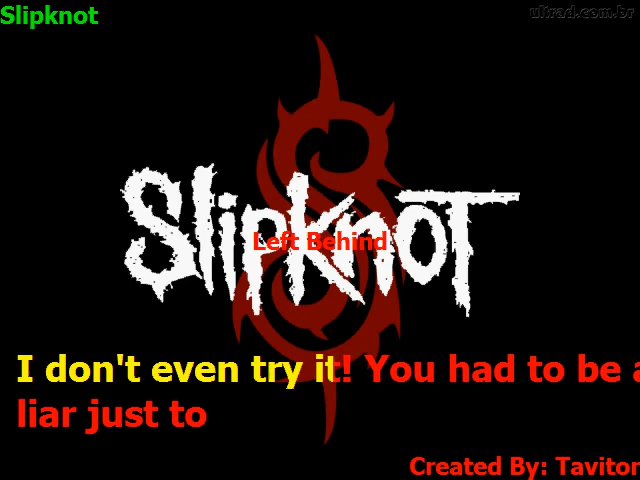 Slipknot
ultrad.com.br
SlipKnoT
Left Behind
I don't even try it! You had to be a
liar just to
Created By: Tavitor